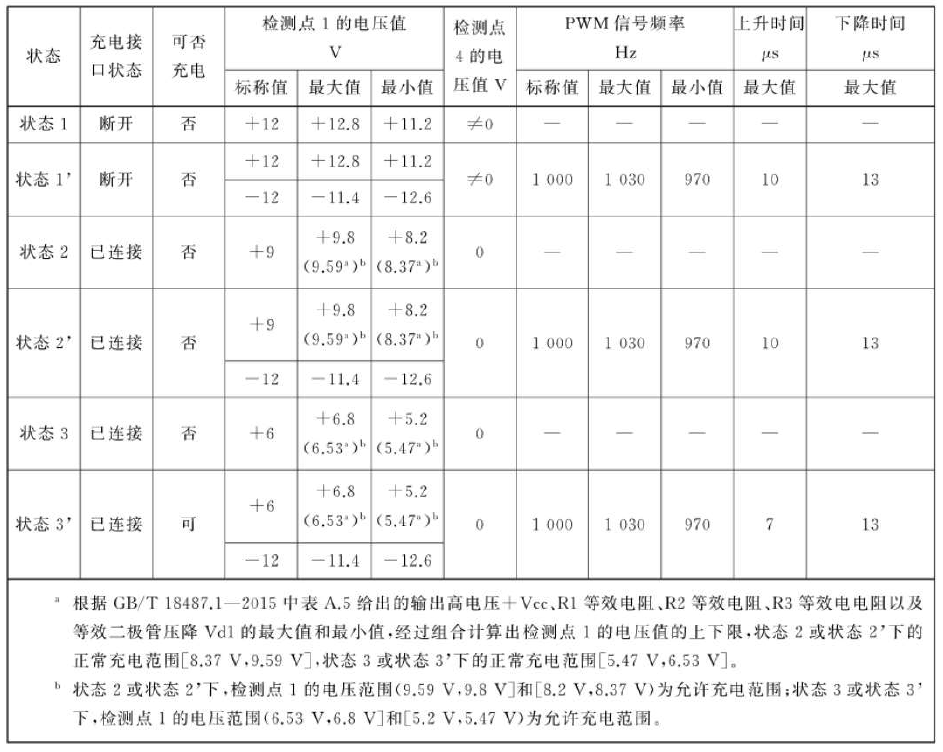 状态 充电接口状态 可否充电 检测点1的电压值 V 检测点4的电压值 V PWM 信号频率 Hz 上升时间 μs 下降时间 μs
标称值 最大值 最小值 标称值 最大值 最小值 最大值 最大值
状态1 断开 否 +12 +12.8 +11.2 ≠0 — — — — —
状态1' 断开 否 +12 +12.8 +11.2 ≠0 1 000 1 030 970 10 13
-12 -11.4 -12.6
状态2 已连接 否 +9 +9.8 (9.59ᵃ)ᵇ +8.2 (8.37ᵃ)ᵇ 0 — — — — —
状态2' 已连接 否 +9 +9.8 (9.59ᵃ)ᵇ +8.2 (8.37ᵃ)ᵇ 0 1 000 1 030 970 10 13
-12 -11.4 -12.6
状态3 已连接 否 +6 +6.8 (6.53ᵃ)ᵇ +5.2 (5.47ᵃ)ᵇ 0 — — — — —
状态3' 已连接 可 +6 +6.8 (6.53ᵃ)ᵇ +5.2 (5.47ᵃ)ᵇ 0 1 000 1 030 970 7 13
-12 -11.4 -12.6
ᵃ 根据 GB/T 18487.1—2015 中表 A.5 给出的输出高电压+Vcc、R1 等效电阻、R2 等效电阻、R3 等效电电阻以及
等效二极管压降 Vd1 的最大值和最小值,经过组合计算出检测点 1 的电压值的上下限,状态 2 或状态 2'下的
正常充电范围[8.37 V,9.59 V],状态 3 或状态 3'下的正常充电范围[5.47 V,6.53 V]。
ᵇ 状态 2 或状态 2'下,检测点 1 的电压范围(9.59 V,9.8 V]和[8.2 V,8.37 V)为允许充电范围;状态 3 或状态 3'
下,检测点 1 的电压范围(6.53 V,6.8 V]和[5.2 V,5.47 V)为允许充电范围。